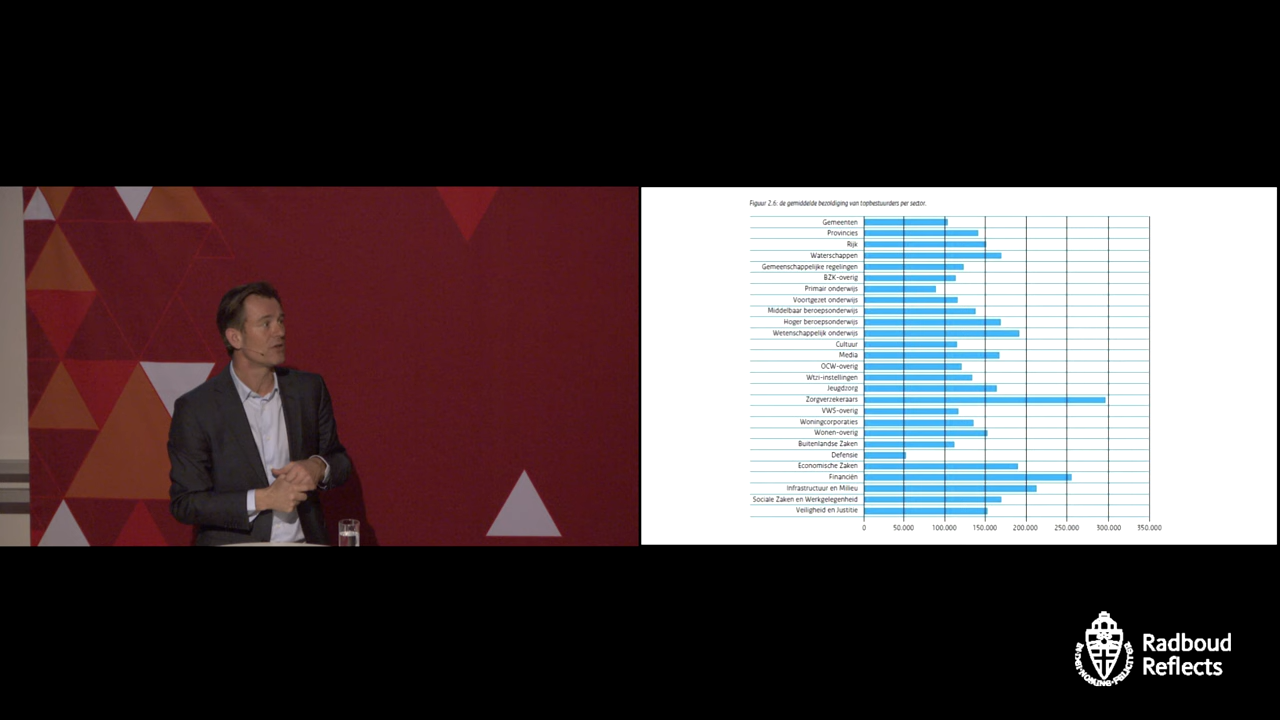 Figuur 2.6: de gemiddelde bezoldiging van topbestuurders per sector.
Gemeenten
Provincies
Rijk
Waterschappen
Gemeenschappelijke regelingen
BZK-overig
Primair onderwijs
Voortgezet onderwijs
Middelbaar beroepsonderwijs
Hoger beroepsonderwijs
Wetenschappelijk onderwijs
Cultuur
Media
OCW-overig
Wtzi-instellingen
Jeugdzorg
Zorgverzekeraars
VWS-overig
Woningcorporaties
Wonen-overig
Buitenlandse Zaken
Defensie
Economische Zaken
Financiën
Infrastructuur en Milieu
Sociale Zaken en Werkgelegenheid
Veiligheid en Justitie
0 50.000 100.000 150.000 200.000 250.000 300.000 350.000
Radboud
Reflects